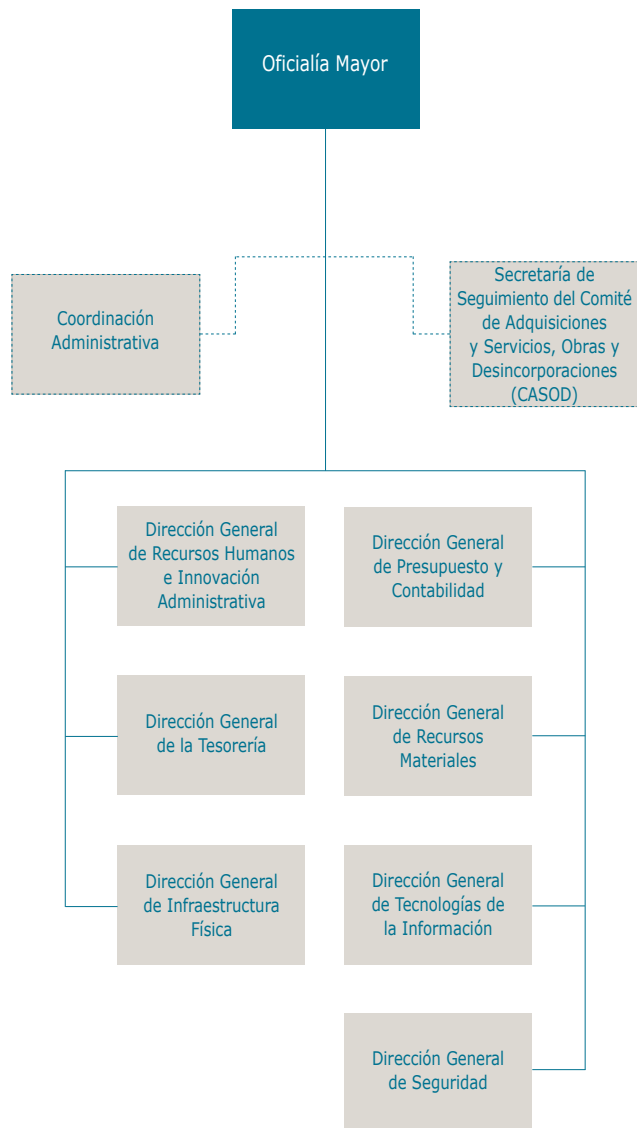 Oficialía Mayor
Coordinación
Administrativa
Secretaría de
Seguimiento del Comité
de Adquisiciones
y Servicios, Obras y
Desincorporaciones
(CASOD)
Dirección General
de Recursos Humanos
e Innovación
Administrativa
Dirección General
de Presupuesto y
Contabilidad
Dirección General
de la Tesorería
Dirección General
de Recursos
Materiales
Dirección General
de Infraestructura
Física
Dirección General
de Tecnologías de
la Información
Dirección General
de Seguridad